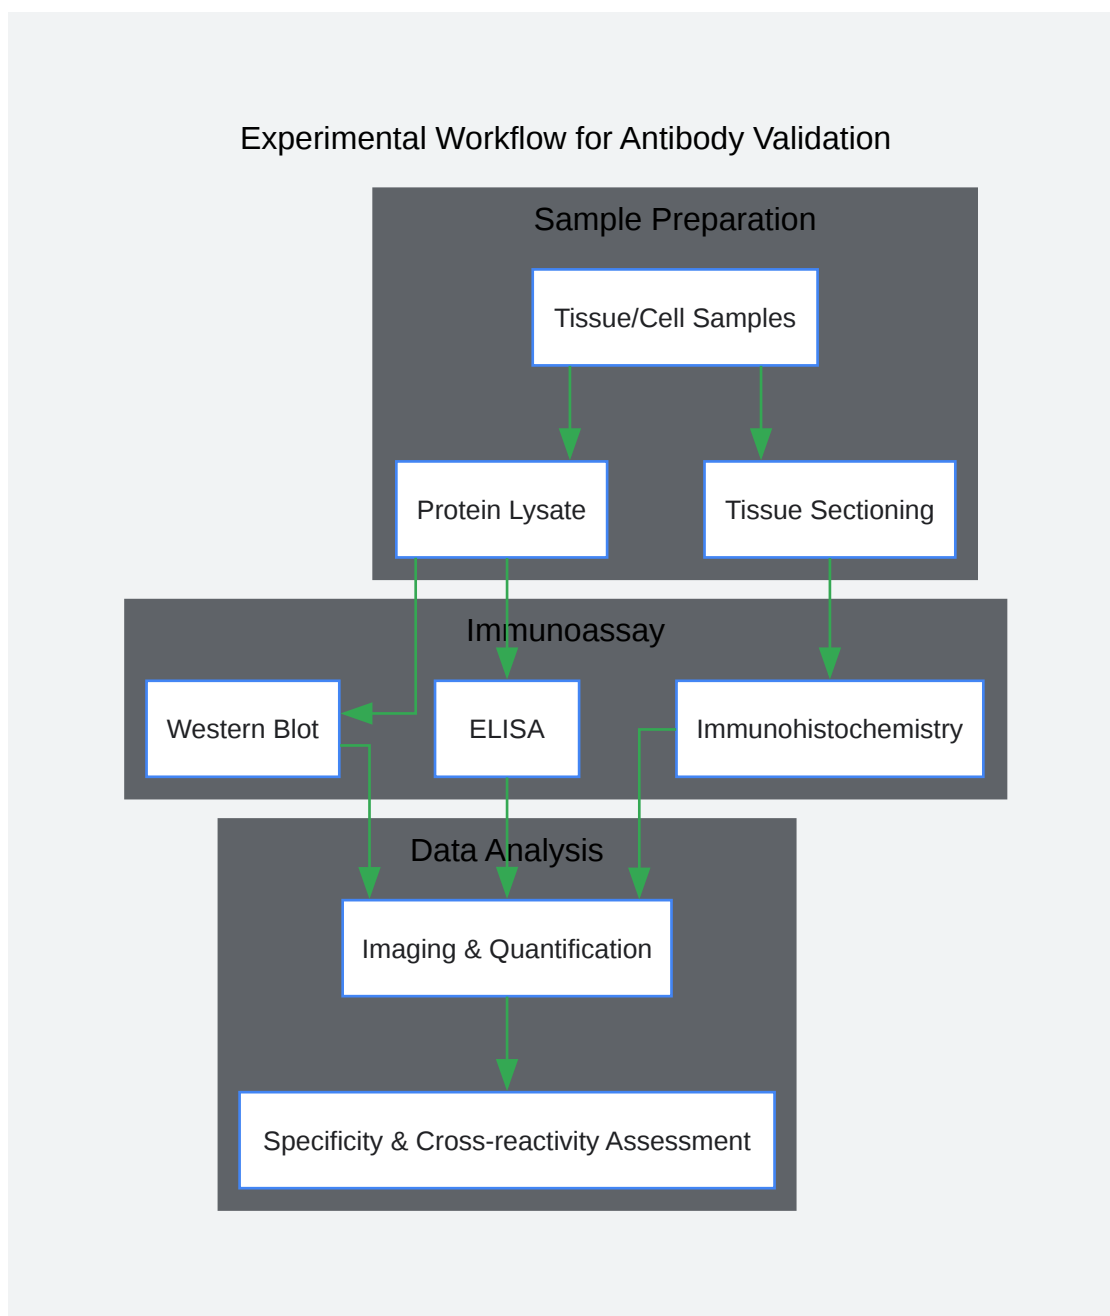 Experimental Workflow for Antibody Validation
Sample Preparation
Tissue/Cell Samples
Protein Lysate
Tissue Sectioning
Immunoassay
Western Blot
ELISA
Immunohistochemistry
Data Analysis
Imaging & Quantification
Specificity & Cross-reactivity Assessment